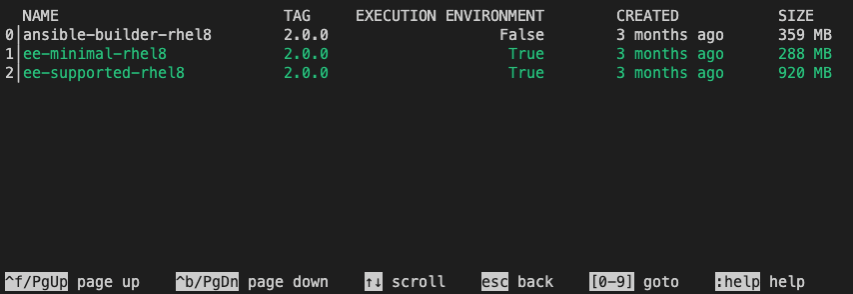 NAME TAG EXECUTION ENVIRONMENT CREATED SIZE
0│ansible-builder-rhel8 2.0.0 False 3 months ago 359 MB
1│ee-minimal-rhel8 2.0.0 True 3 months ago 288 MB
2│ee-supported-rhel8 2.0.0 True 3 months ago 920 MB
^f/PgUp page up ^b/PgDn page down ↑↓ scroll esc back [0-9] goto :help help